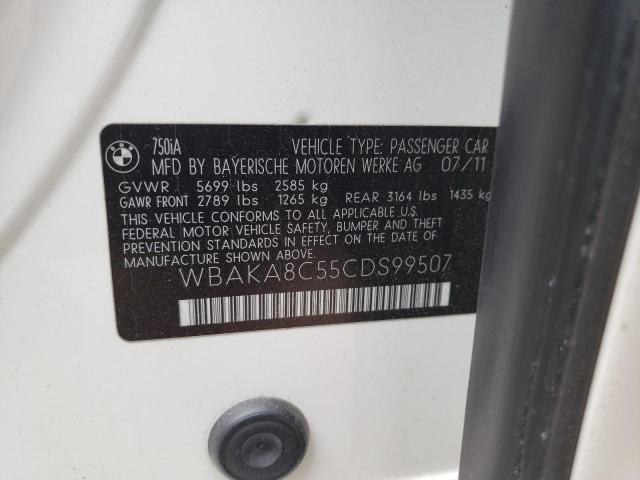 BMW
750iA
VEHICLE TYPE: PASSENGER CAR
MFD BY BAYERISCHE MOTOREN WERKE AG 07/11
GVWR 5699 lbs 2585 kg
GAWR FRONT 2789 lbs 1265 kg REAR 3164 lbs 1435 kg
THIS VEHICLE CONFORMS TO ALL APPLICABLE U.S.
FEDERAL MOTOR VEHICLE SAFETY, BUMPER AND THEFT
PREVENTION STANDARDS IN EFFECT ON THE DATE OF
MANUFACTURE SHOWN ABOVE.
WBAKA8C55CDS99507